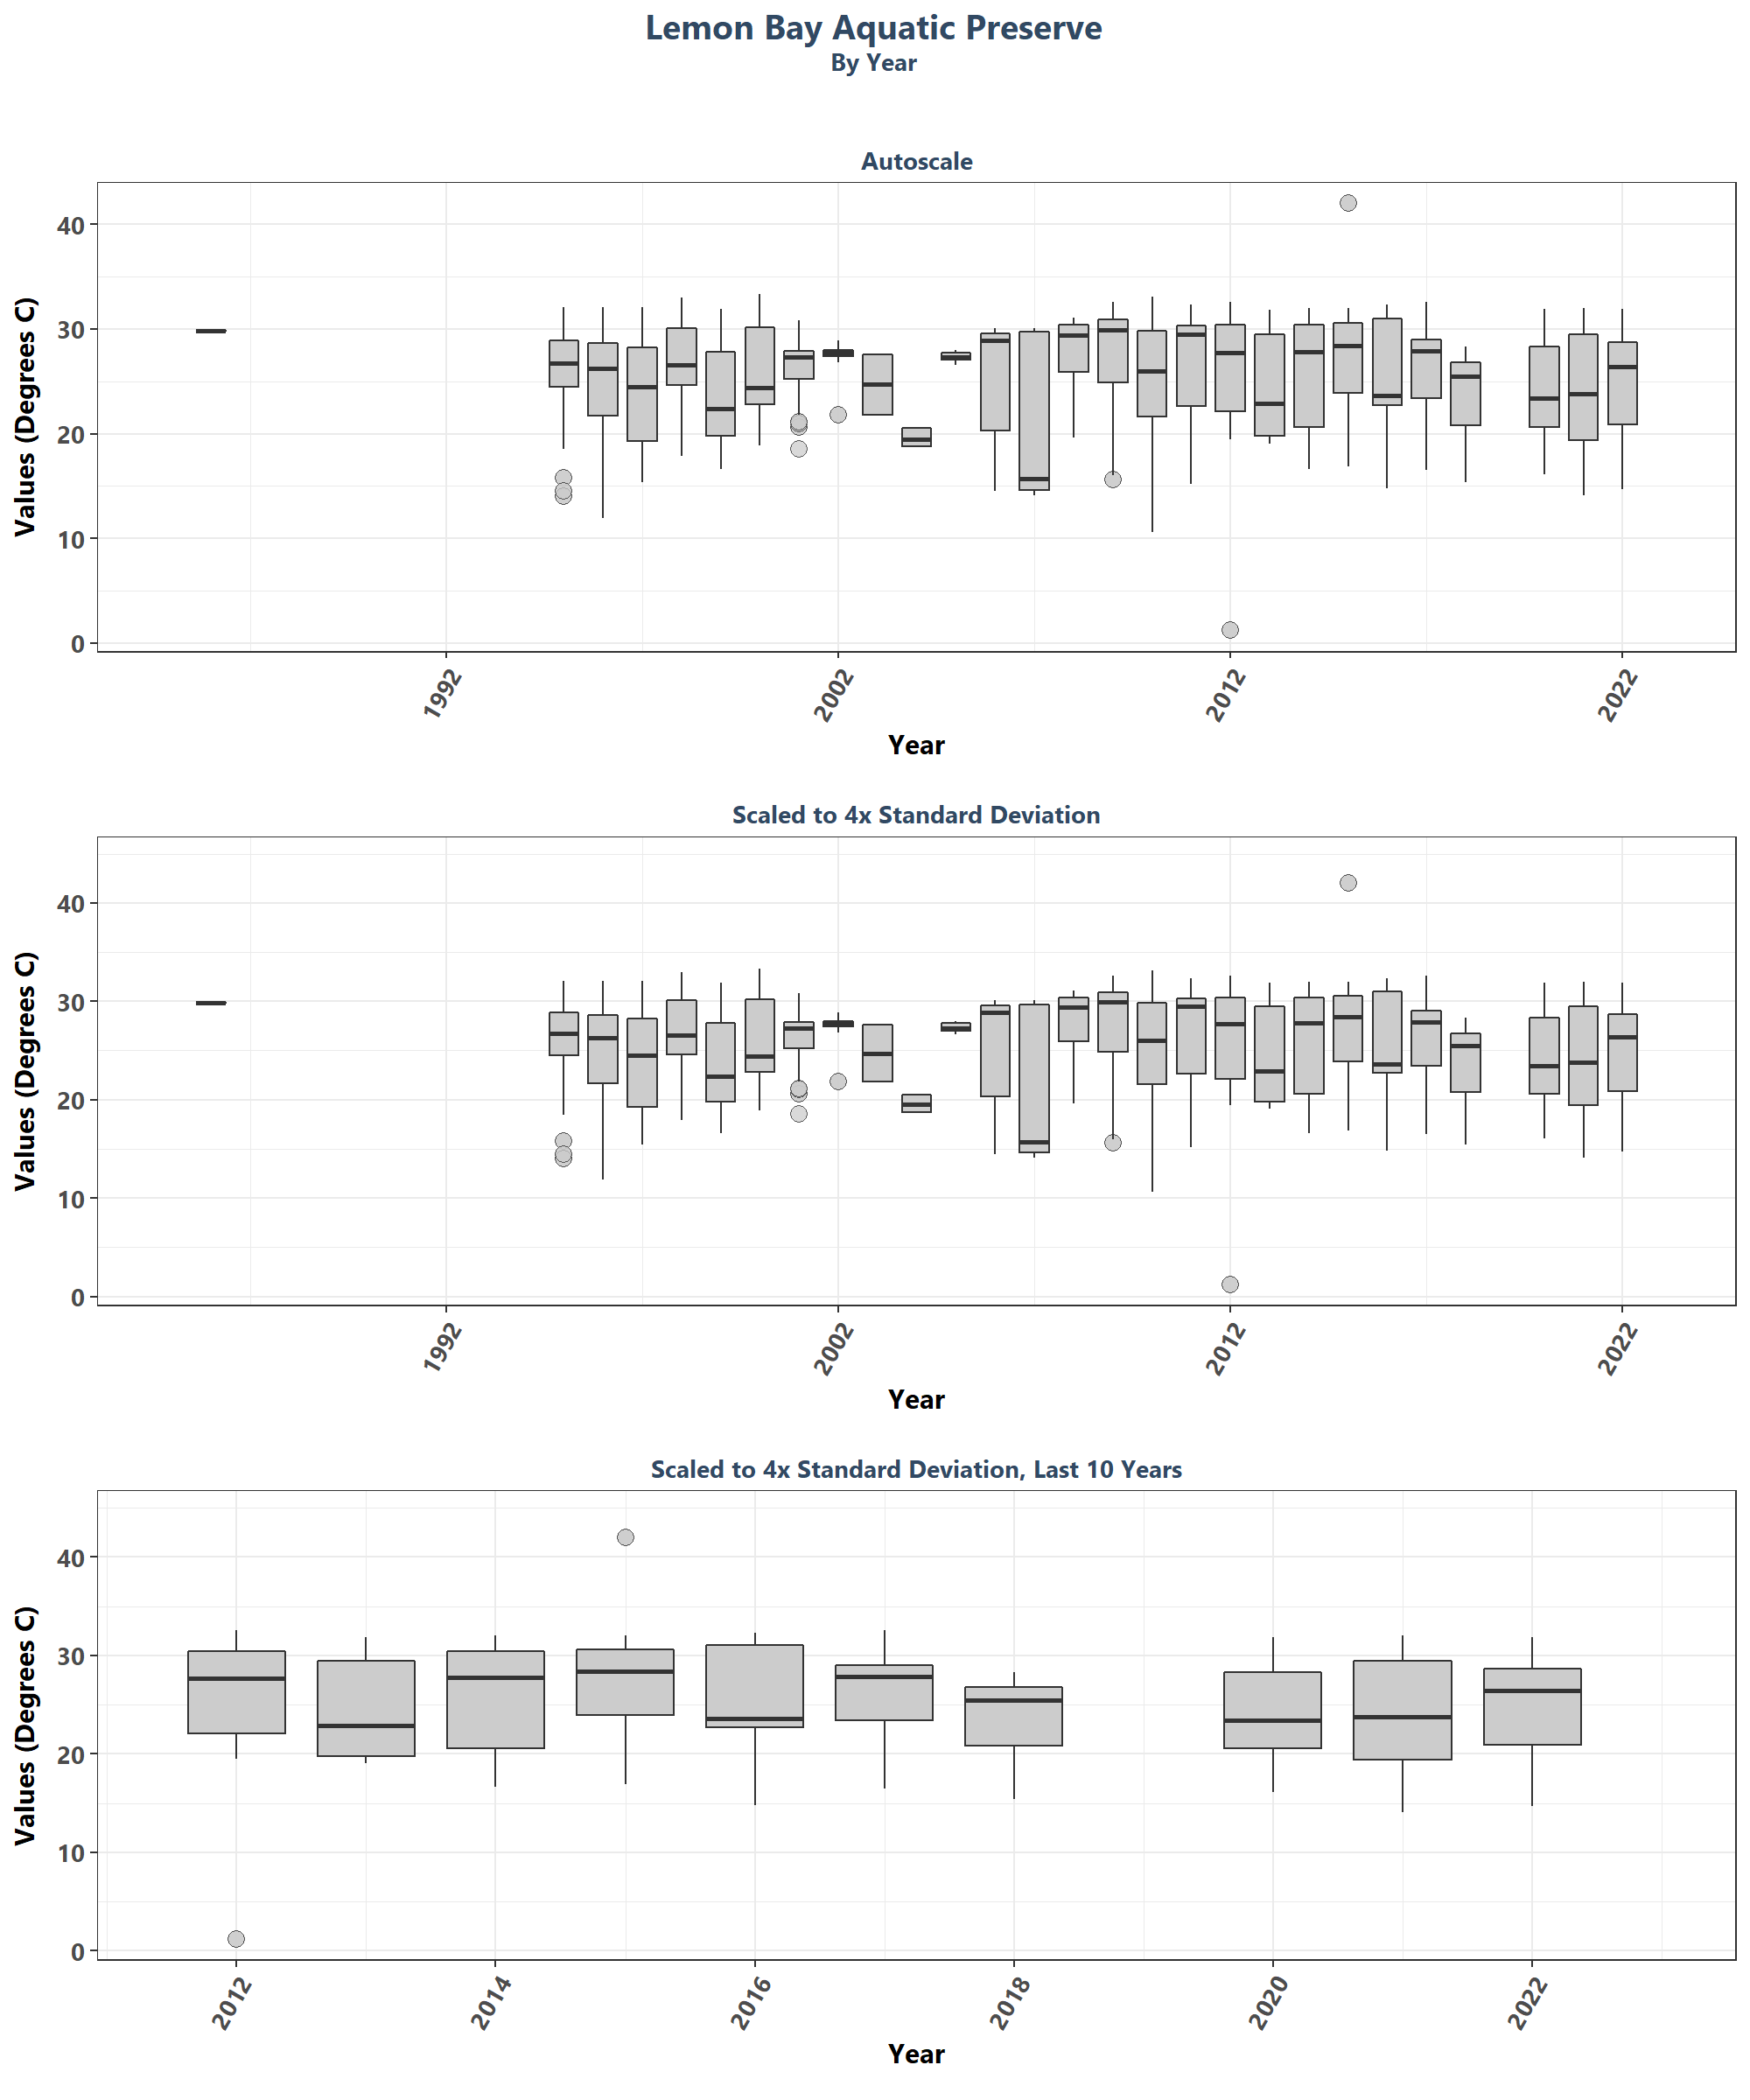 Lemon Bay Aquatic Preserve
By Year
Autoscale
Values (Degrees C)
40
30
20
10
0
1992
2002
2012
2022
Year
Scaled to 4x Standard Deviation
Values (Degrees C)
40
30
20
10
0
1992
2002
2012
2022
Year
Scaled to 4x Standard Deviation, Last 10 Years
Values (Degrees C)
40
30
20
10
0
2012
2014
2016
2018
2020
2022
Year